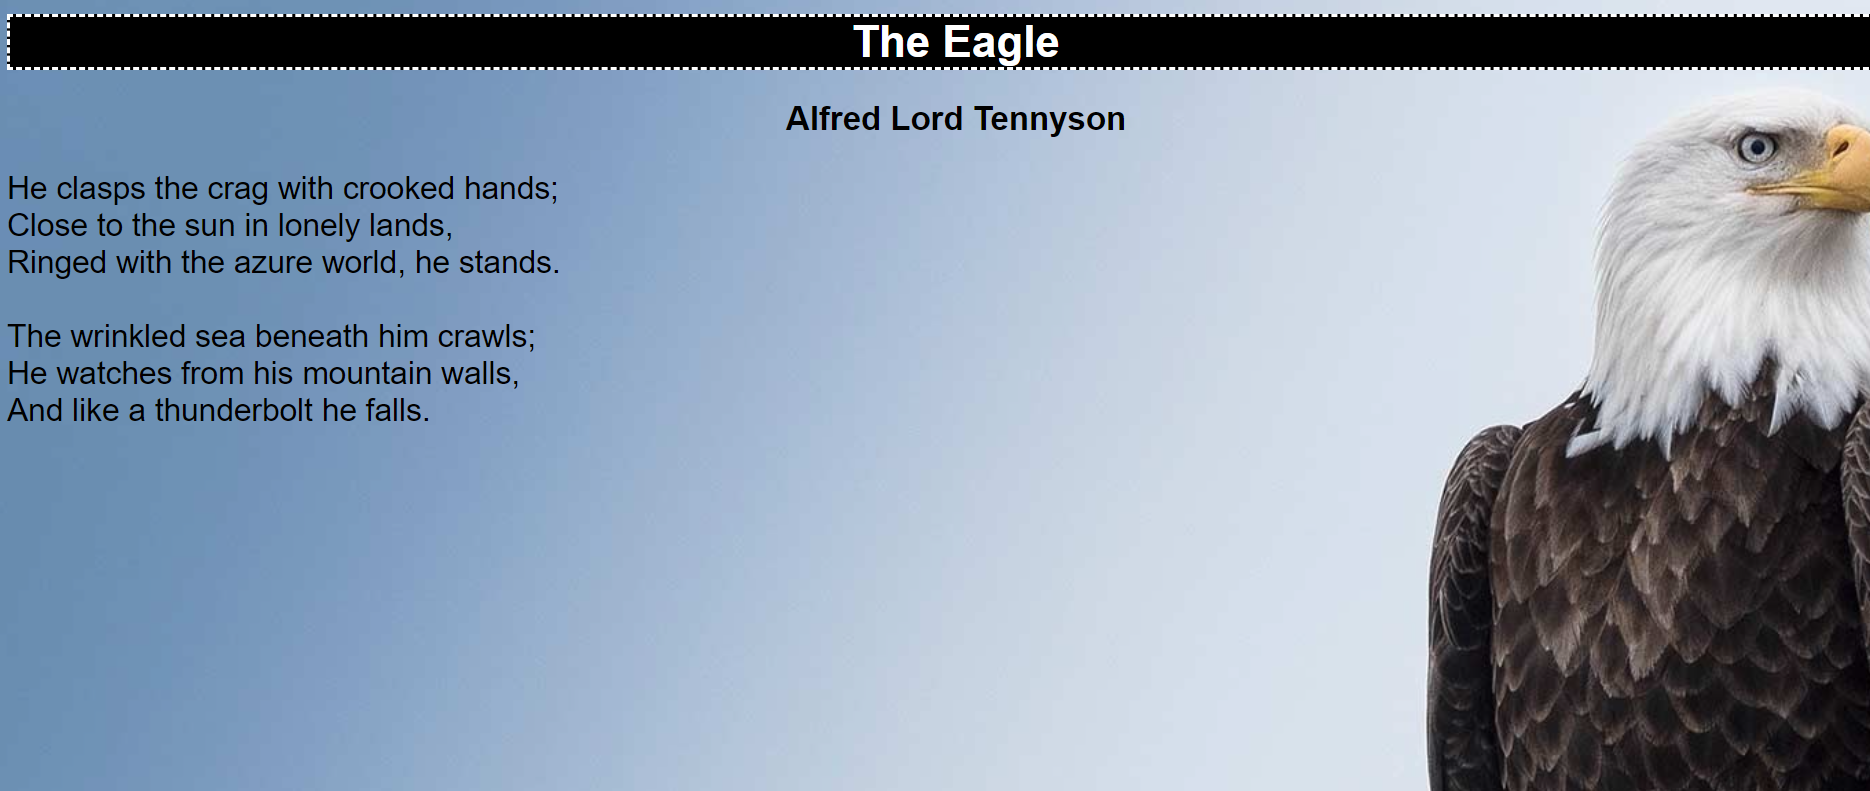 The Eagle
Alfred Lord Tennyson
He clasps the crag with crooked hands;
Close to the sun in lonely lands,
Ringed with the azure world, he stands.
The wrinkled sea beneath him crawls;
He watches from his mountain walls,
And like a thunderbolt he falls.